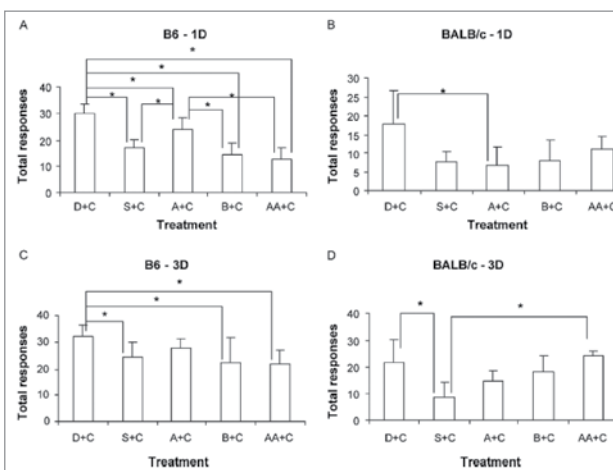 A
B6 - 1D
*
*
*
*
*
*
*
Total responses
40
30
20
10
0
D+C S+C A+C B+C AA+C
Treatment
B
BALB/c - 1D
*
Total responses
25
20
15
10
5
0
D+C S+C A+C B+C AA+C
Treatment
C
B6 - 3D
*
*
*
Total responses
40
30
20
10
0
D+C S+C A+C B+C AA+C
Treatment
D
BALB/c - 3D
*
*
Total responses
40
30
20
10
0
D+C S+C A+C B+C AA+C
Treatment